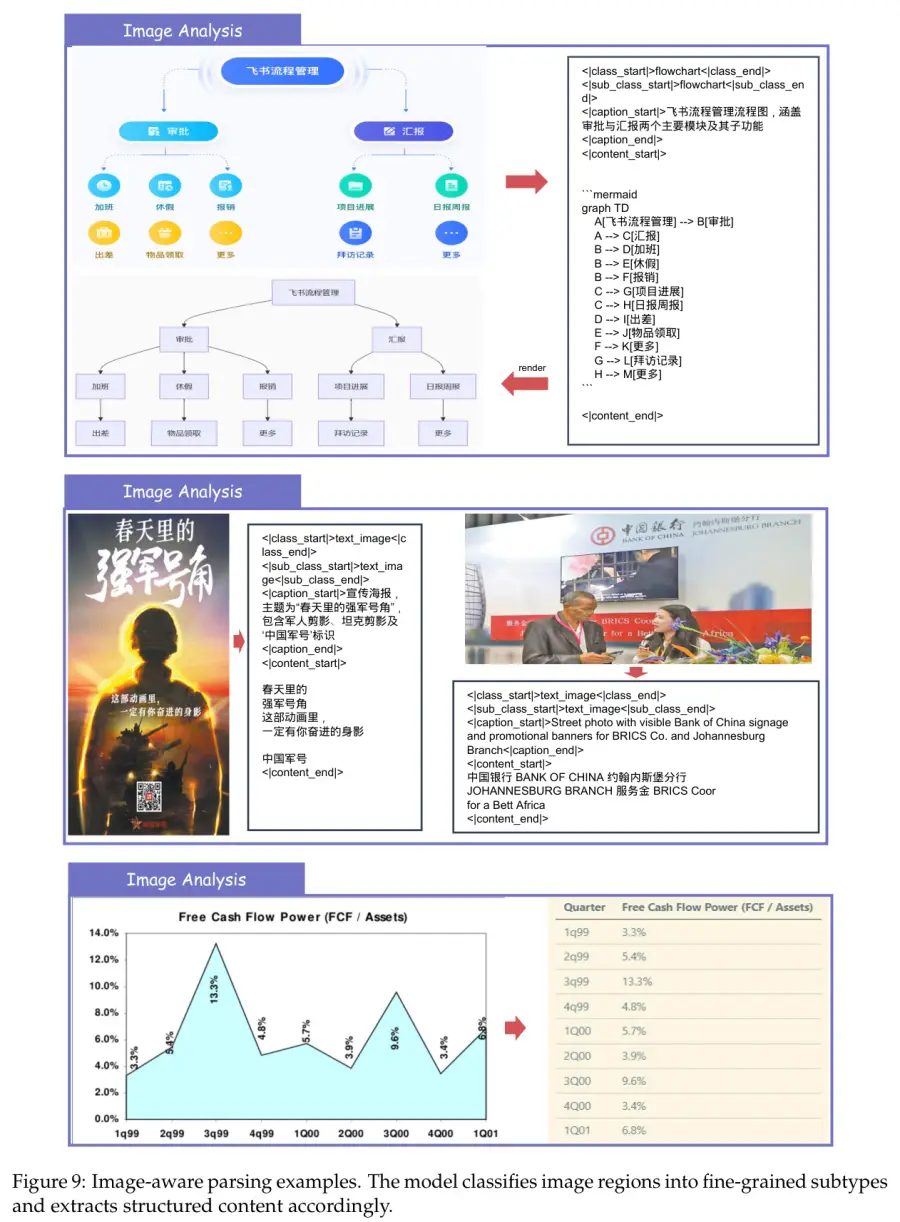 Image Analysis
飞书流程管理
审批
汇报
加班
休假
报销
项目进展
日报周报
出差
物品领取
更多
拜访记录
更多
<|class_start|>flowchart<|class_end|>
<|sub_class_start|>flowchart<|sub_class_en
d|>
<|caption_start|>飞书流程管理流程图，涵盖
审批与汇报两个主要模块及其子功能
<|caption_end|>
<|content_start|>
```mermaid
graph TD
A[飞书流程管理] --> B[审批]
A --> C[汇报]
B --> D[加班]
B --> E[休假]
B --> F[报销]
C --> G[项目进展]
C --> H[日报周报]
D --> I[出差]
E --> J[物品领取]
F --> K[更多]
G --> L[拜访记录]
H --> M[更多]
```
<|content_end|>
render
飞书流程管理
审批
汇报
加班
休假
报销
项目进展
日报周报
出差
物品领取
更多
拜访记录
更多
Image Analysis
春天里的
强军号角
这部动画里，
一定有你奋进的身影
<|class_start|>text_image<|c
lass_end|>
<|sub_class_start|>text_ima
ge<|sub_class_end|>
<|caption_start|>宣传海报，
主题为“春天里的强军号角”，
包含军人剪影、坦克剪影及
‘中国军号’标识
<|caption_end|>
<|content_start|>
春天里的
强军号角
这部动画里，
一定有你奋进的身影
中国军号
<|content_end|>
中国银行 约翰内斯堡分行
BANK OF CHINA JOHANNESBURG BRANCH
服务金 BRICS Coor
for a Bett Africa
<|class_start|>text_image<|class_end|>
<|sub_class_start|>text_image<|sub_class_end|>
<|caption_start|>Street photo with visible Bank of China signage
and promotional banners for BRICS Co. and Johannesburg
Branch<|caption_end|>
<|content_start|>
中国银行 BANK OF CHINA 约翰内斯堡分行
JOHANNESBURG BRANCH 服务金 BRICS Coor
for a Bett Africa
<|content_end|>
Image Analysis
Free Cash Flow Power (FCF / Assets)
14.0%
12.0%
10.0%
8.0%
6.0%
4.0%
2.0%
0.0%
3.3%
5.4%
13.3%
4.8%
5.7%
3.9%
9.6%
3.4%
6.8%
1q99 2q99 3q99 4q99 1Q00 2Q00 3Q00 4Q00 1Q01
Quarter Free Cash Flow Power (FCF / Assets)
1q99 3.3%
2q99 5.4%
3q99 13.3%
4q99 4.8%
1Q00 5.7%
2Q00 3.9%
3Q00 9.6%
4Q00 3.4%
1Q01 6.8%
Figure 9: Image-aware parsing examples. The model classifies image regions into fine-grained subtypes
and extracts structured content accordingly.